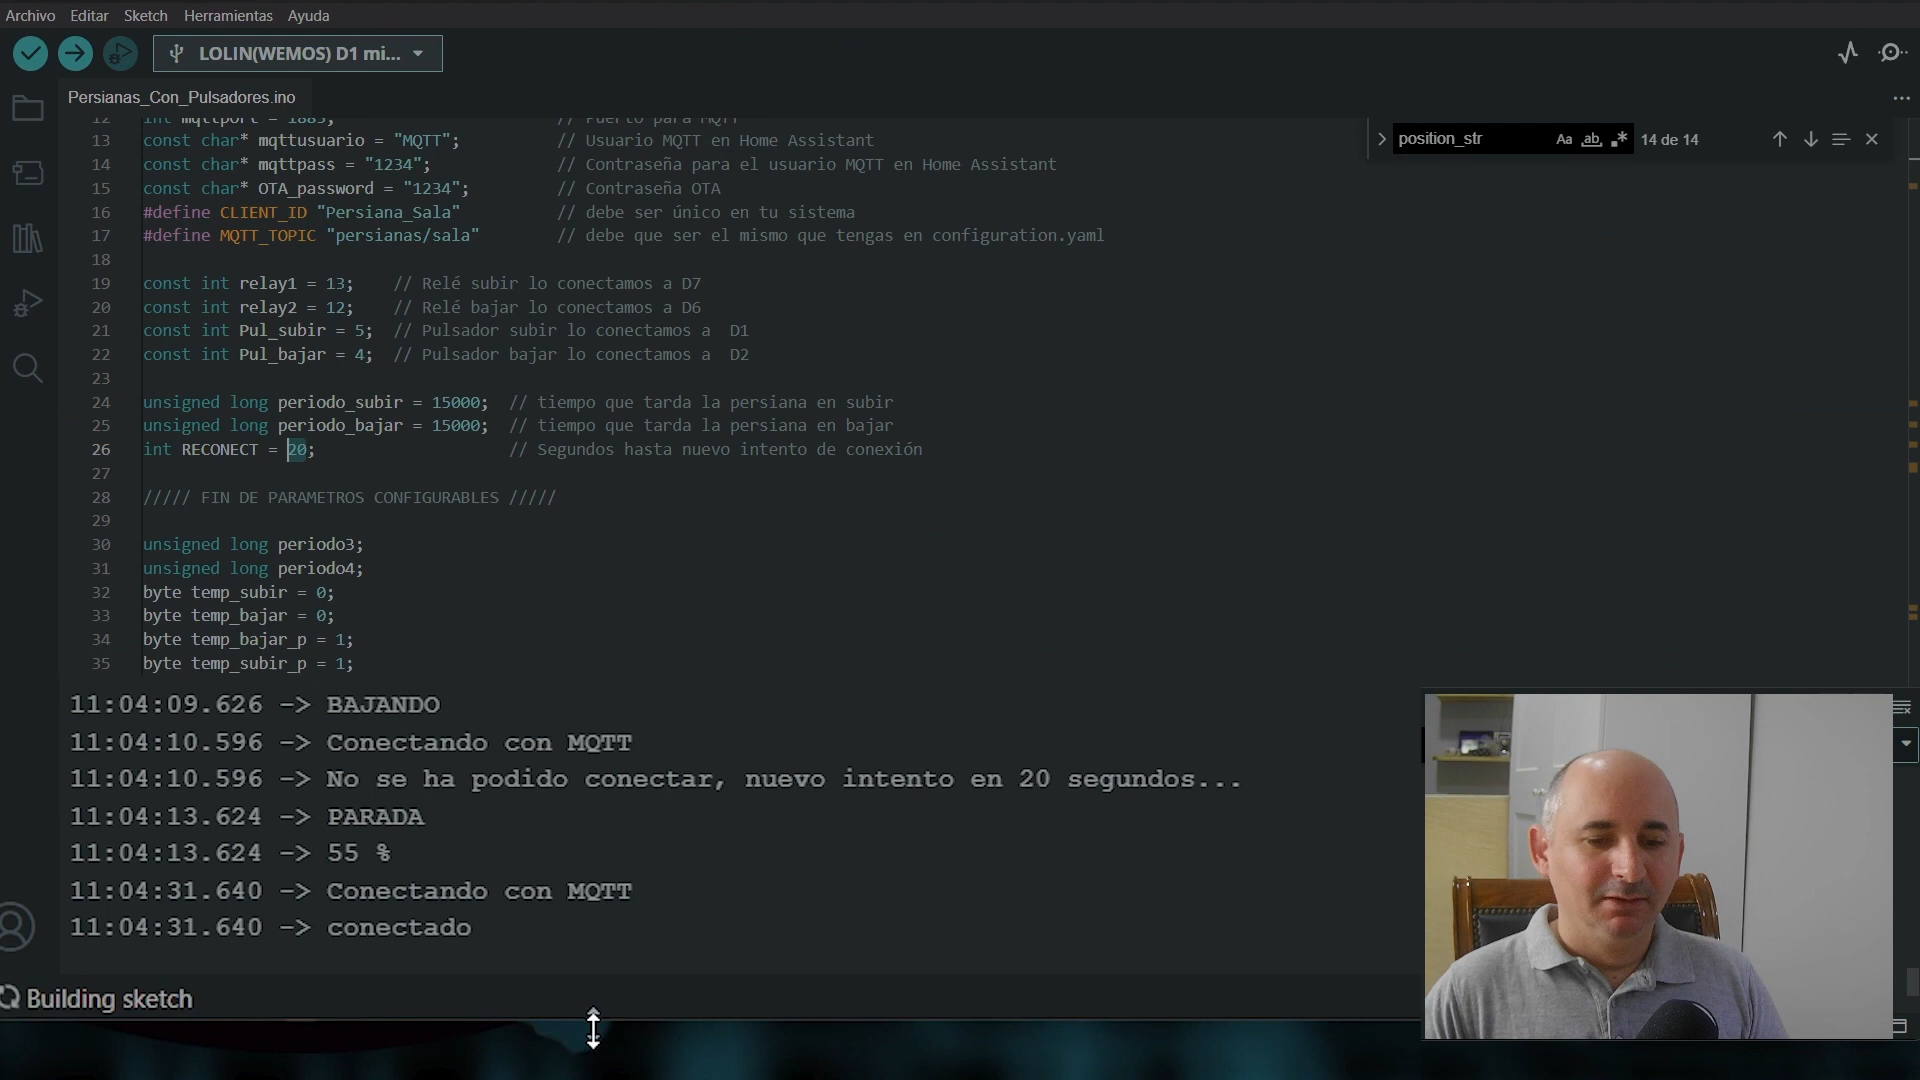 Archivo Editar Sketch Herramientas Ayuda
LOLIN(WEMOS) D1 mi...
Persianas_Con_Pulsadores.ino
position_str Aa ab .* 14 de 14
12 int mqttport = 1883; // Puerto para MQTT
13 const char* mqttusuario = "MQTT"; // Usuario MQTT en Home Assistant
14 const char* mqttpass = "1234"; // Contraseña para el usuario MQTT en Home Assistant
15 const char* OTA_password = "1234"; // Contraseña OTA
16 #define CLIENT_ID "Persiana_Sala" // debe ser único en tu sistema
17 #define MQTT_TOPIC "persianas/sala" // debe que ser el mismo que tengas en configuration.yaml
18
19 const int relay1 = 13; // Relé subir lo conectamos a D7
20 const int relay2 = 12; // Relé bajar lo conectamos a D6
21 const int Pul_subir = 5; // Pulsador subir lo conectamos a D1
22 const int Pul_bajar = 4; // Pulsador bajar lo conectamos a D2
23
24 unsigned long periodo_subir = 15000; // tiempo que tarda la persiana en subir
25 unsigned long periodo_bajar = 15000; // tiempo que tarda la persiana en bajar
26 int RECONECT = 20; // Segundos hasta nuevo intento de conexión
27
28 ///// FIN DE PARAMETROS CONFIGURABLES /////
29
30 unsigned long periodo3;
31 unsigned long periodo4;
32 byte temp_subir = 0;
33 byte temp_bajar = 0;
34 byte temp_bajar_p = 1;
35 byte temp_subir_p = 1;
11:04:09.626 -> BAJANDO
11:04:10.596 -> Conectando con MQTT
11:04:10.596 -> No se ha podido conectar, nuevo intento en 20 segundos...
11:04:13.624 -> PARADA
11:04:13.624 -> 55 %
11:04:31.640 -> Conectando con MQTT
11:04:31.640 -> conectado
Building sketch